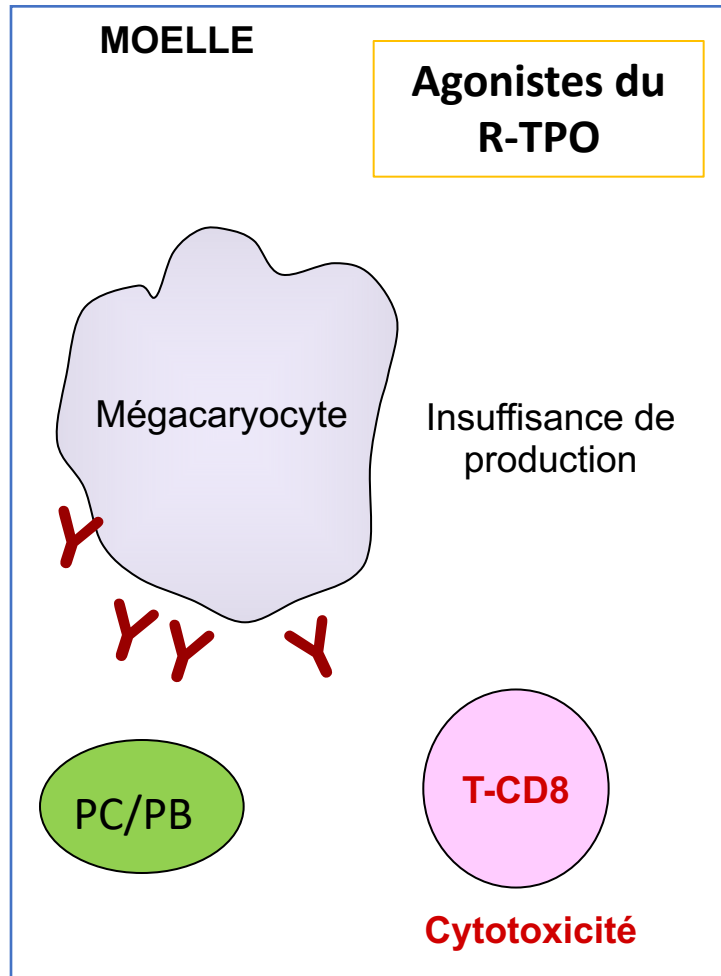 MOELLE
Agonistes du
R-TPO
Mégacaryocyte
Insuffisance de
production
PC/PB
T-CD8
Cytotoxicité